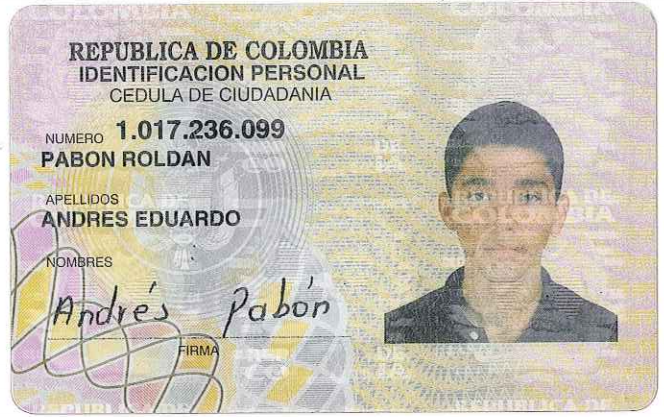 REPUBLICA DE COLOMBIA
IDENTIFICACION PERSONAL
CEDULA DE CIUDADANIA
NUMERO 1.017.236.099
PABON ROLDAN
APELLIDOS
ANDRES EDUARDO
NOMBRES
Andrés Pabón
FIRMA